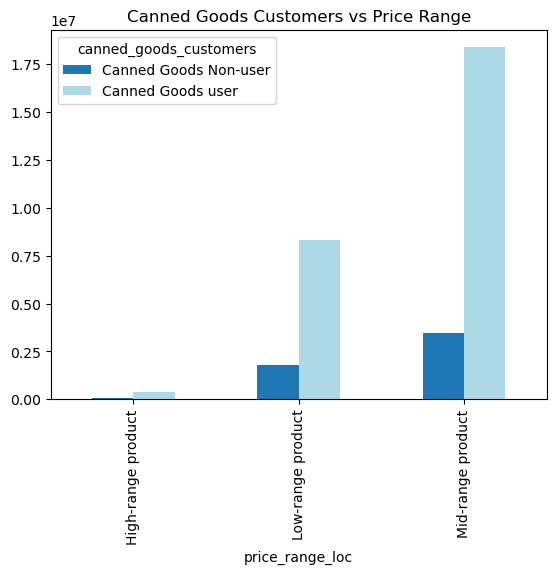 Canned Goods Customers vs Price Range
1e7
canned_goods_customers
Canned Goods Non-user
Canned Goods user
1.75
1.50
1.25
1.00
0.75
0.50
0.25
0.00
High-range product
Low-range product
Mid-range product
price_range_loc